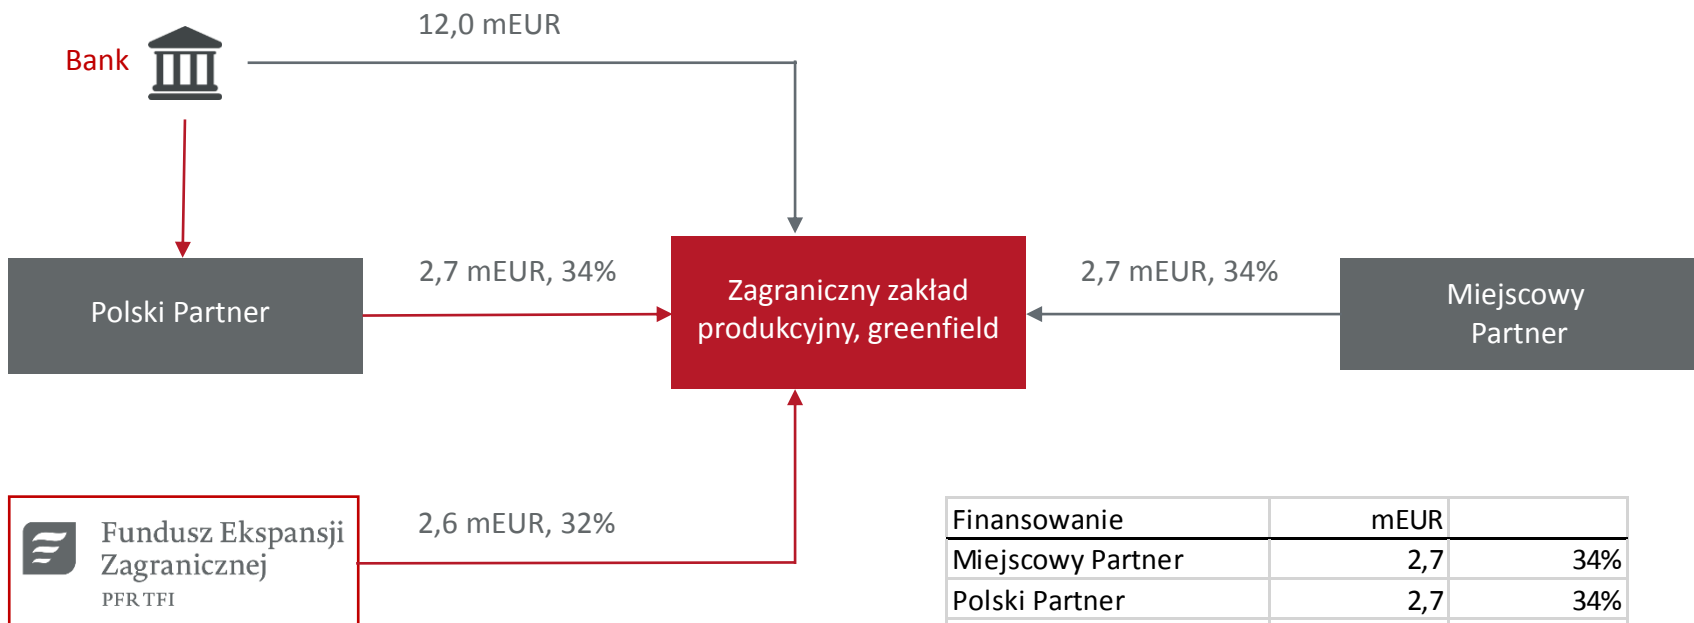 12,0 mEUR
Bank
2,7 mEUR, 34%
2,7 mEUR, 34%
Polski Partner
Zagraniczny zakład
produkcyjny, greenfield
Miejscowy
Partner
2,6 mEUR, 32%
Fundusz Ekspansji
Zagranicznej
PFR TFI
Finansowanie mEUR
Miejscowy Partner 2,7 34%
Polski Partner 2,7 34%